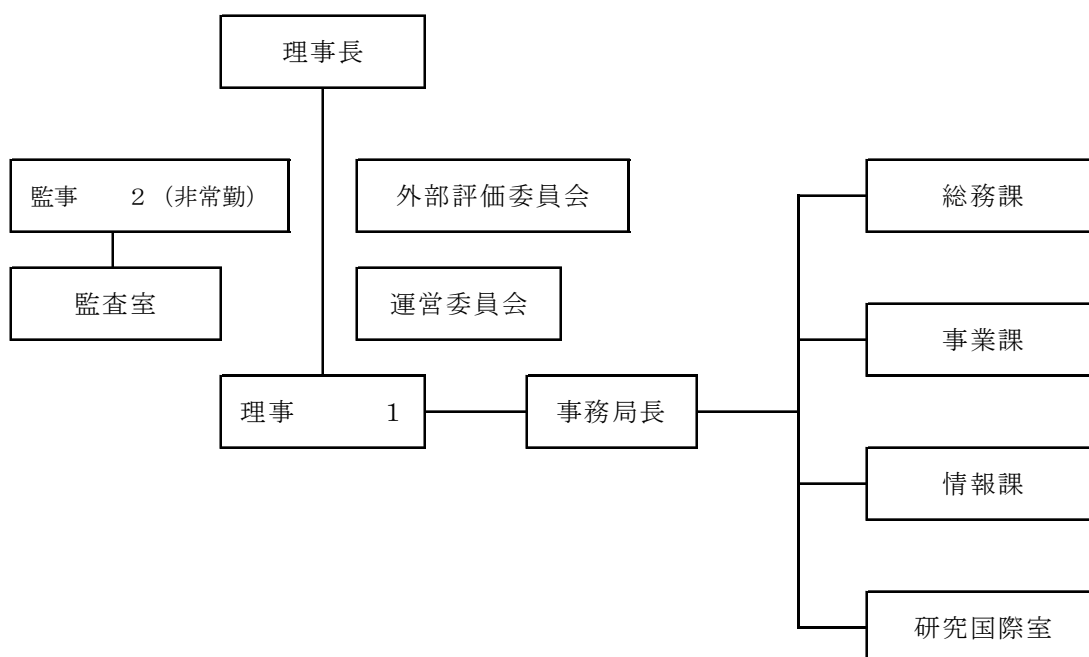 理事長
監事　　２（非常勤）
外部評価委員会
総務課
監査室
運営委員会
事業課
理事　　　１
事務局長
情報課
研究国際室